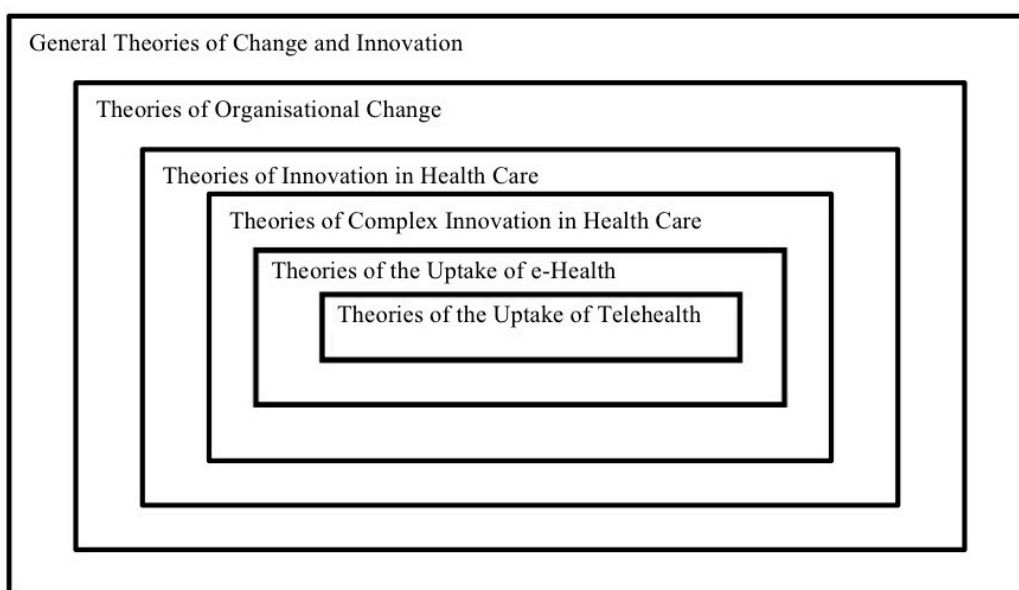 General Theories of Change and Innovation
Theories of Organisational Change
Theories of Innovation in Health Care
Theories of Complex Innovation in Health Care
Theories of the Uptake of e-Health
Theories of the Uptake of Telehealth